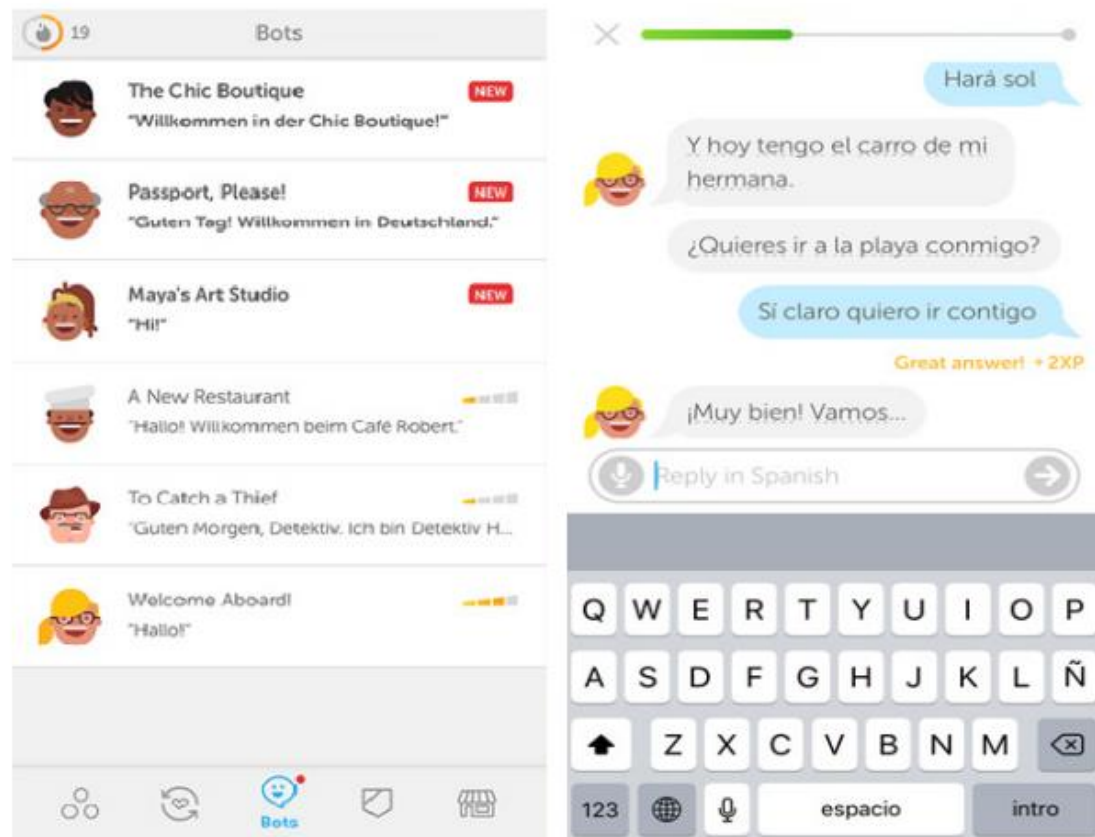 19
Bots
The Chic Boutique
NEW
"Willkommen in der Chic Boutique!"
Passport, Please!
NEW
"Guten Tag! Willkommen in Deutschland."
Maya's Art Studio
NEW
"Hi!"
A New Restaurant
"Hallo! Willkommen beim Café Robert."
To Catch a Thief
"Guten Morgen, Detektiv. Ich bin Detektiv H...
Welcome Aboard!
"Hallo!"
Bots
Hará sol
Y hoy tengo el carro de mi
hermana.
¿Quieres ir a la playa conmigo?
Sí claro quiero ir contigo
Great answer! +2XP
¡Muy bien! Vamos...
Reply in Spanish
Q W E R T Y U I O P
A S D F G H J K L Ñ
Z X C V B N M
123 espacio intro